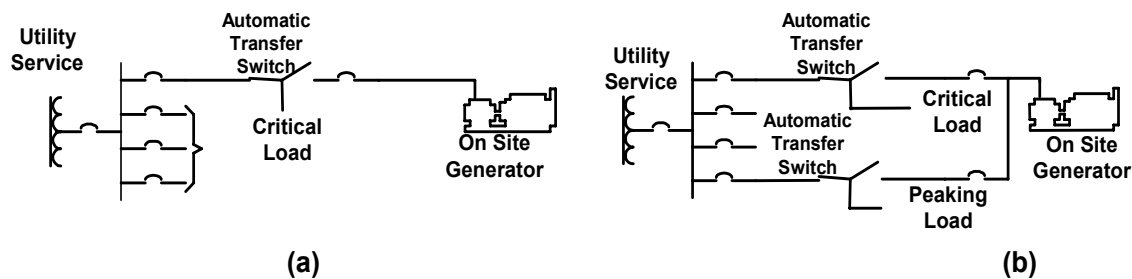 Utility
Service
Automatic
Transfer
Switch
Critical
Load
On Site
Generator
(a)
Utility
Service
Automatic
Transfer
Switch
Critical
Load
Automatic
Transfer
Switch
On Site
Generator
Peaking
Load
(b)